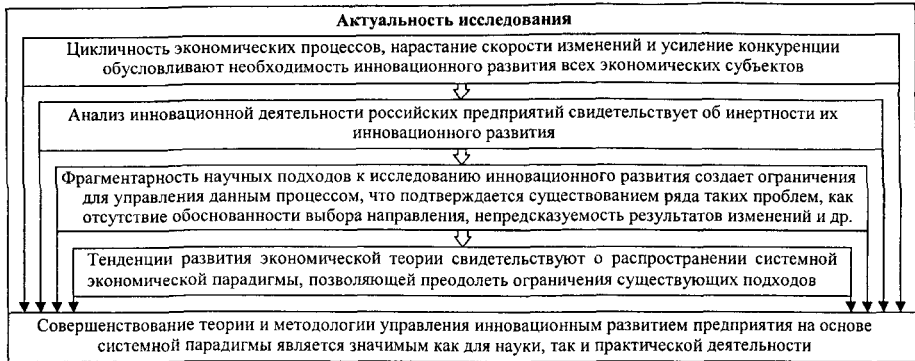 Актуальность исследования
Цикличность экономических процессов, нарастание скорости изменений и усиление конкуренции
обусловливают необходимость инновационного развития всех экономических субъектов
Анализ инновационной деятельности российских предприятий свидетельствует об инертности их
инновационного развития
Фрагментарность научных подходов к исследованию инновационного развития создает ограничения
для управления данным процессом, что подтверждается существованием ряда таких проблем, как
отсутствие обоснованности выбора направления, непредсказуемость результатов изменений и др.
Тенденции развития экономической теории свидетельствуют о распространении системной
экономической парадигмы, позволяющей преодолеть ограничения существующих подходов
Совершенствование теории и методологии управления инновационным развитием предприятия на основе
системной парадигмы является значимым как для науки, так и практической деятельности